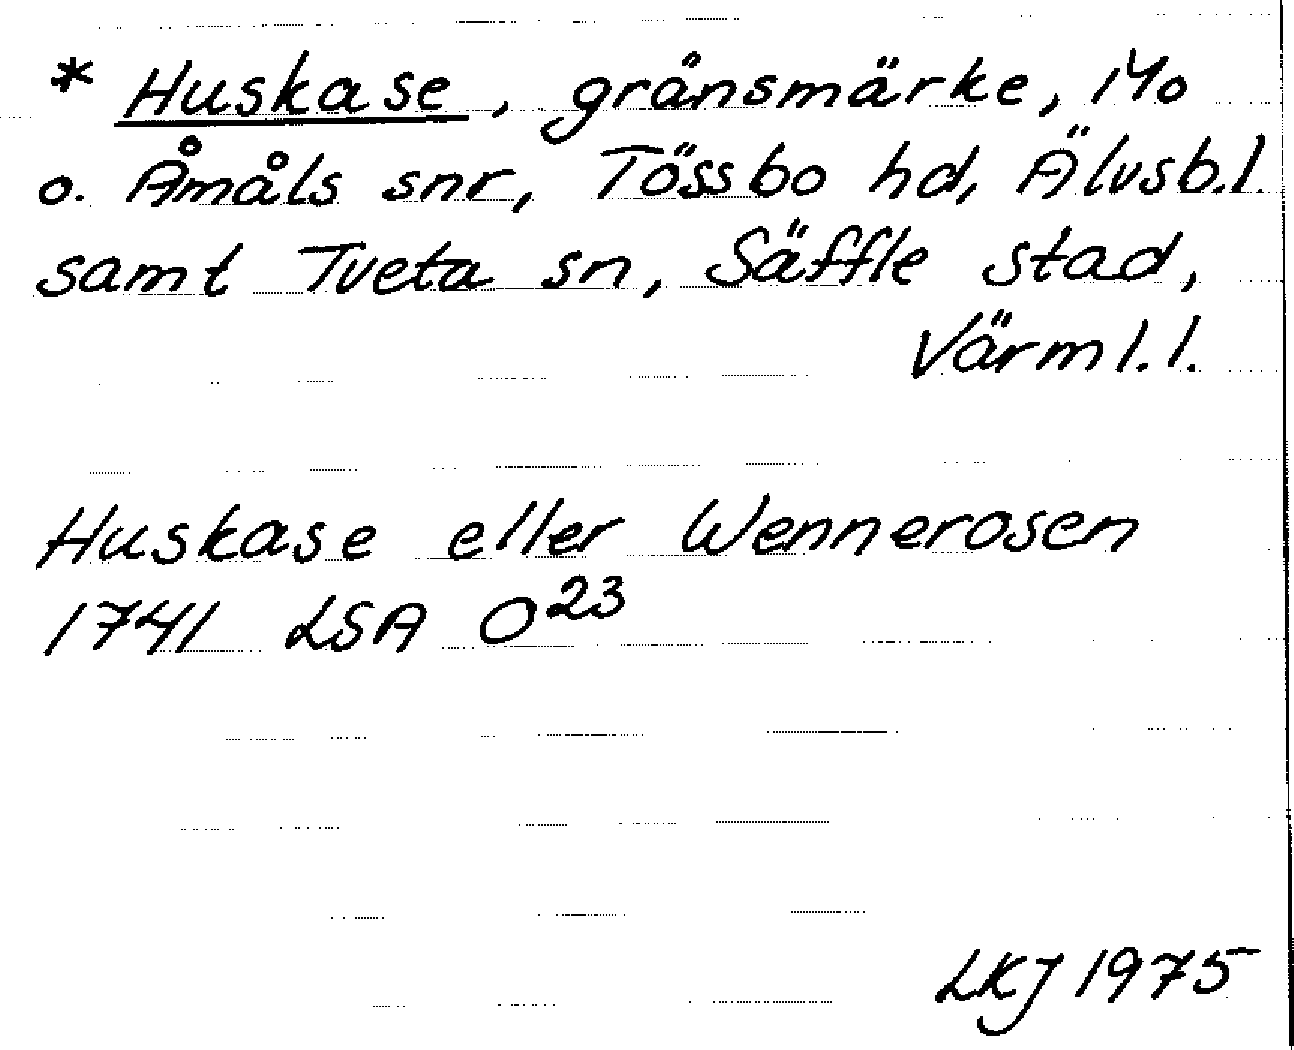 * Huskase, gränsmärke, Mo
o. Åmåls snr, Tössbo hd, Älvsb.l.
samt Tveta sn, Säffle stad,
Värml.l.
Huskase eller Wennerosen
1741 LSA O²³
LKJ 1975